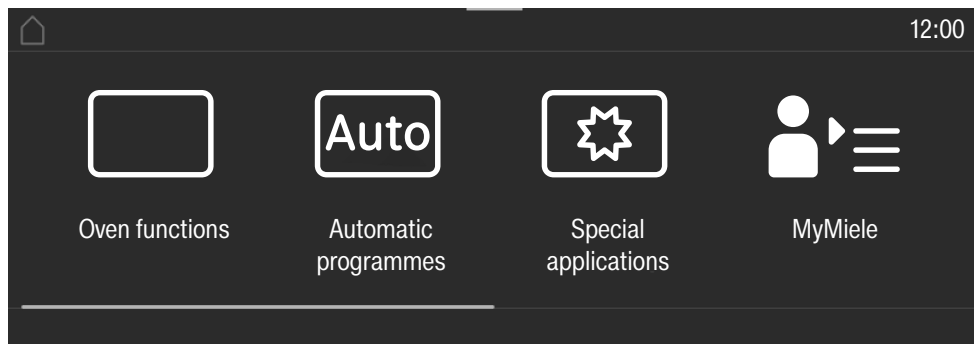 12:00
Auto
Oven functions
Automatic
programmes
Special
applications
MyMiele